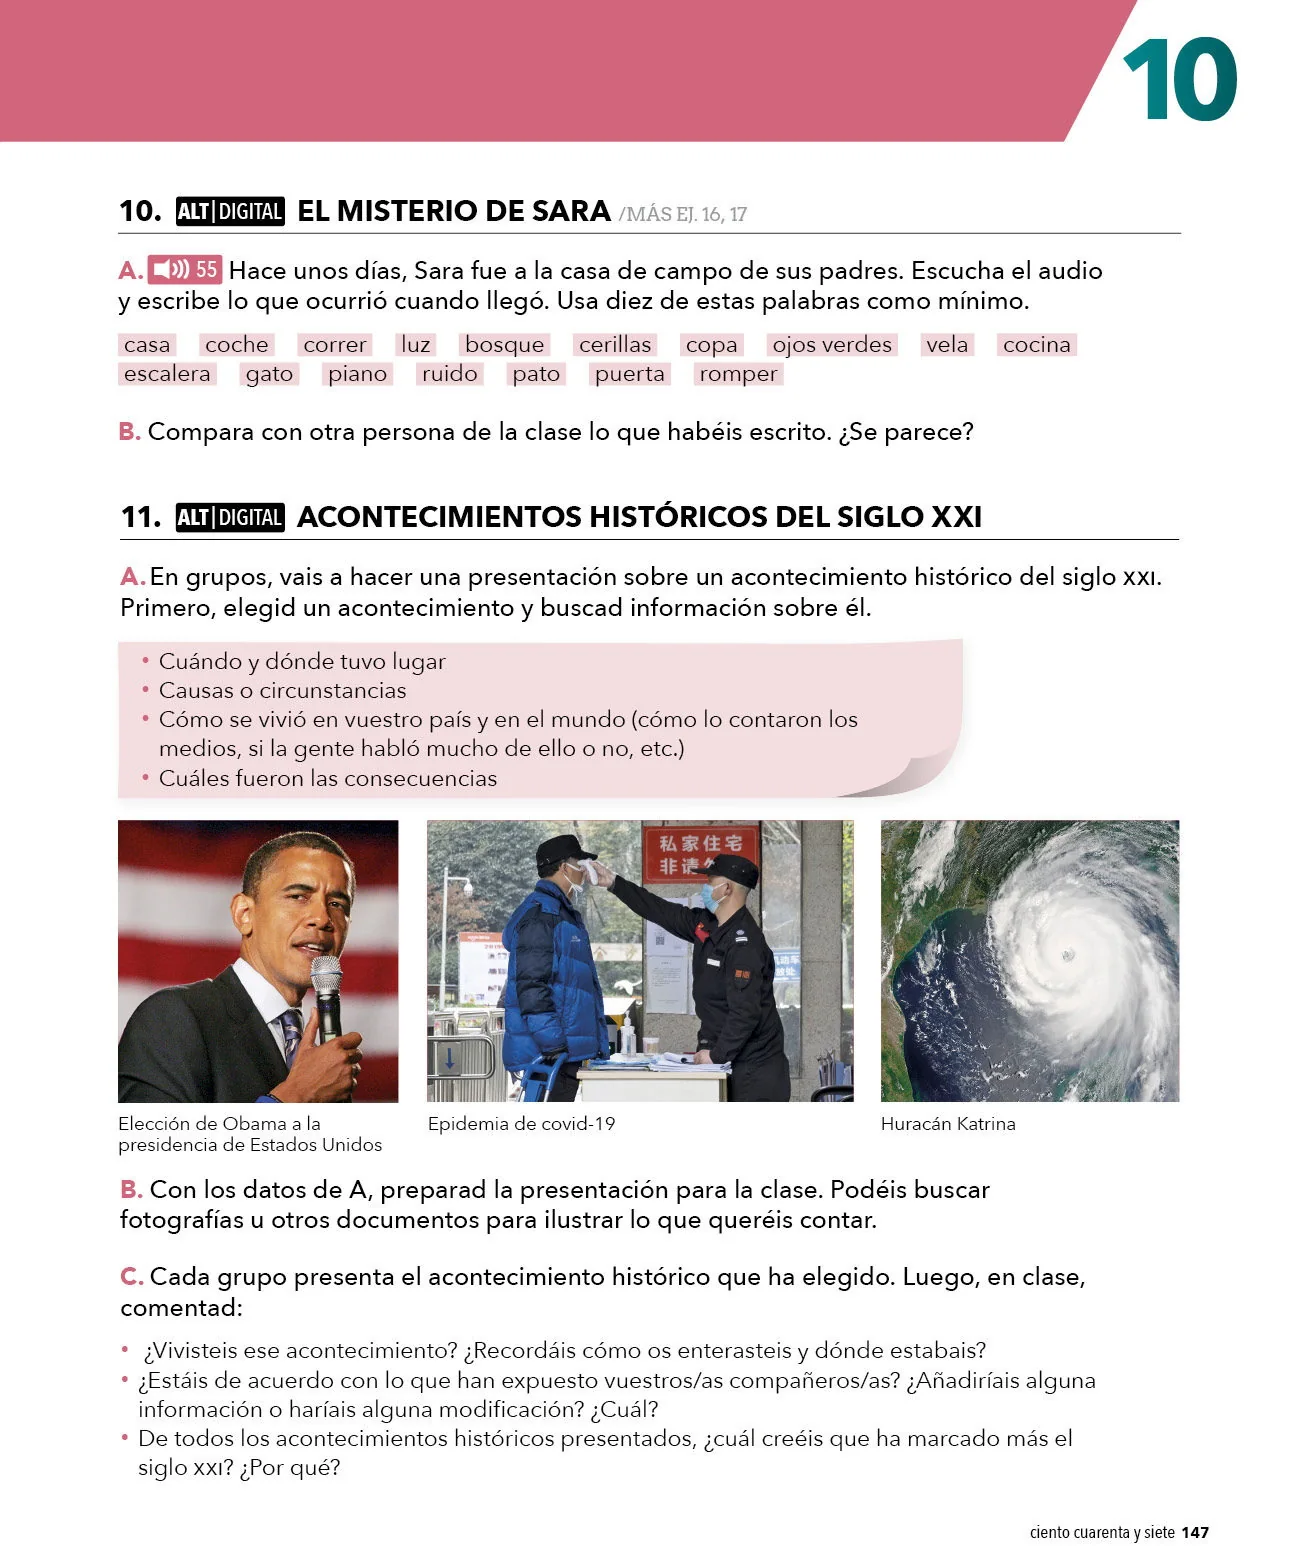 10
10. ALT|DIGITAL EL MISTERIO DE SARA /MÁS EJ. 16, 17
A. 55 Hace unos días, Sara fue a la casa de campo de sus padres. Escucha el audio
y escribe lo que ocurrió cuando llegó. Usa diez de estas palabras como mínimo.
casa coche correr luz bosque cerillas copa ojos verdes vela cocina
escalera gato piano ruido pato puerta romper
B. Compara con otra persona de la clase lo que habéis escrito. ¿Se parece?
11. ALT|DIGITAL ACONTECIMIENTOS HISTÓRICOS DEL SIGLO XXI
A. En grupos, vais a hacer una presentación sobre un acontecimiento histórico del siglo XXI.
Primero, elegid un acontecimiento y buscad información sobre él.
• Cuándo y dónde tuvo lugar
• Causas o circunstancias
• Cómo se vivió en vuestro país y en el mundo (cómo lo contaron los
medios, si la gente habló mucho de ello o no, etc.)
• Cuáles fueron las consecuencias
私家住宅
非请
Elección de Obama a la
presidencia de Estados Unidos
Epidemia de covid-19
Huracán Katrina
B. Con los datos de A, preparad la presentación para la clase. Podéis buscar
fotografías u otros documentos para ilustrar lo que queréis contar.
C. Cada grupo presenta el acontecimiento histórico que ha elegido. Luego, en clase,
comentad:
• ¿Vivisteis ese acontecimiento? ¿Recordáis cómo os enterasteis y dónde estabais?
• ¿Estáis de acuerdo con lo que han expuesto vuestros/as compañeros/as? ¿Añadiríais alguna
información o haríais alguna modificación? ¿Cuál?
• De todos los acontecimientos históricos presentados, ¿cuál creéis que ha marcado más el
siglo XXI? ¿Por qué?
ciento cuarenta y siete 147